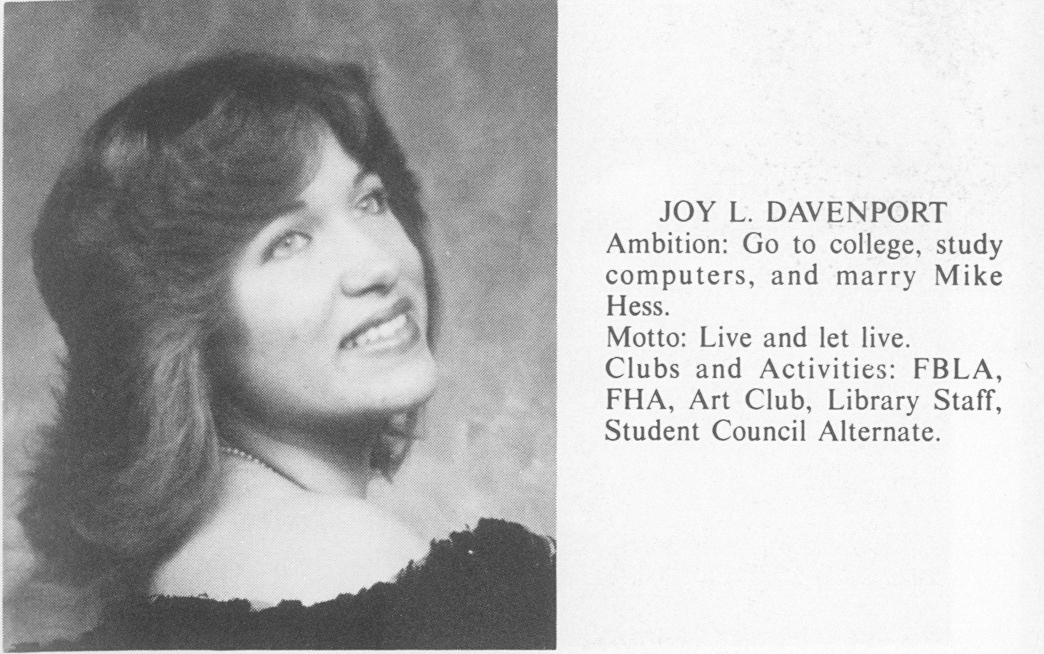 JOY L. DAVENPORT
Ambition: Go to college, study
computers, and marry Mike
Hess.
Motto: Live and let live.
Clubs and Activities: FBLA,
FHA, Art Club, Library Staff,
Student Council Alternate.